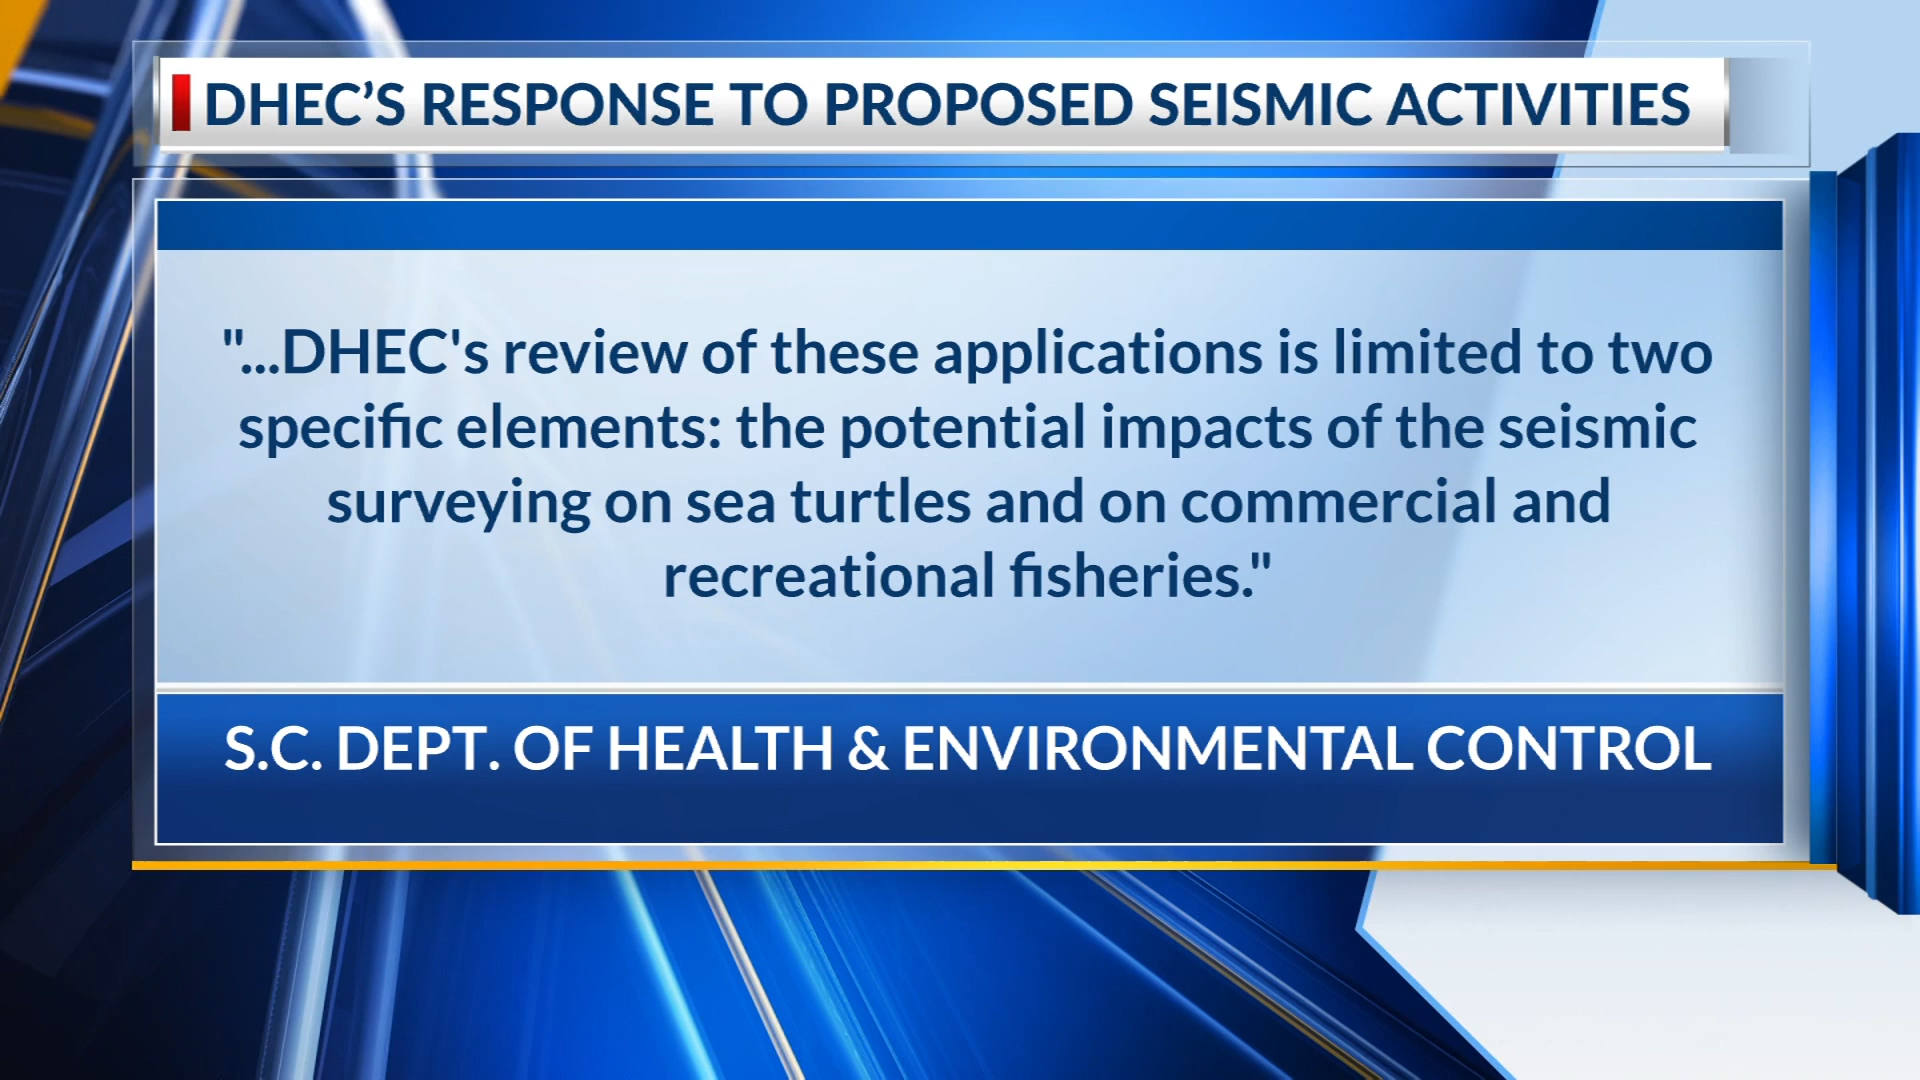 DHEC’S RESPONSE TO PROPOSED SEISMIC ACTIVITIES
"...DHEC's review of these applications is limited to two
specific elements: the potential impacts of the seismic
surveying on sea turtles and on commercial and
recreational fisheries."
S.C. DEPT. OF HEALTH & ENVIRONMENTAL CONTROL